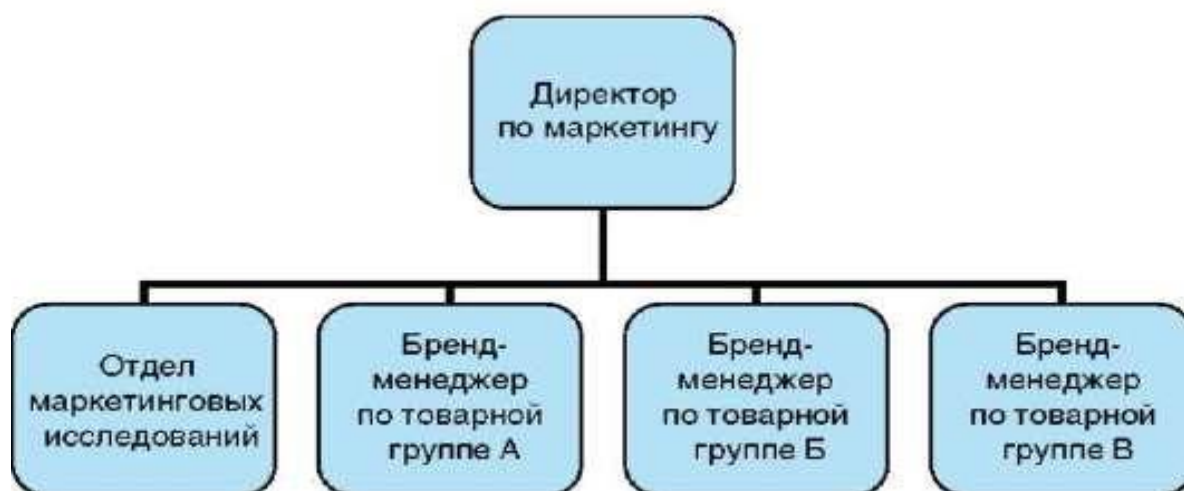 Директор
по маркетингу
Отдел
маркетинговых
исследований
Бренд-
менеджер
по товарной
группе А
Бренд-
менеджер
по товарной
группе Б
Бренд-
менеджер
по товарной
группе В